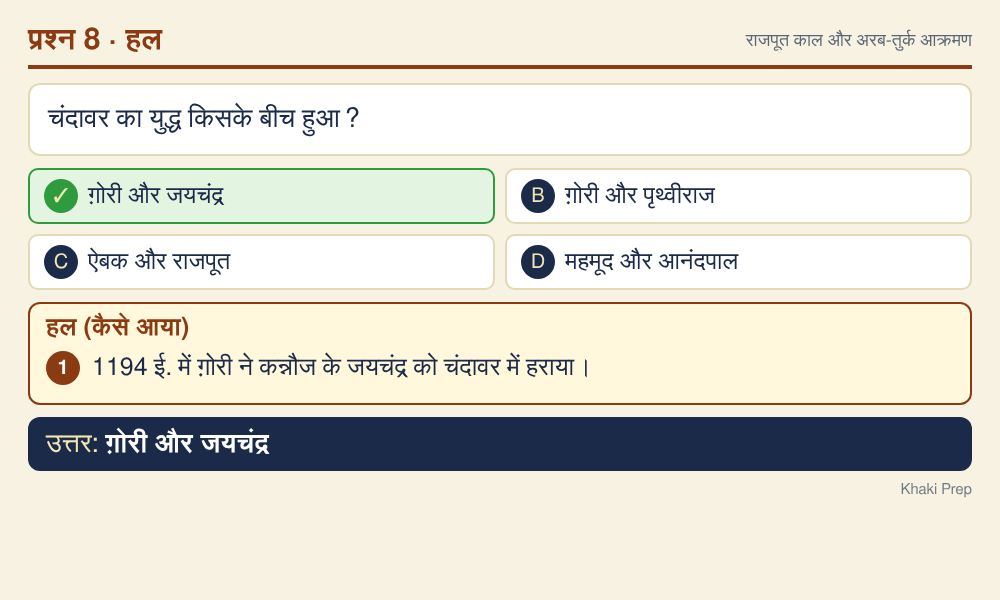 प्रश्न 8 · हल
राजपूत काल और अरब-तुर्क आक्रमण
चंदावर का युद्ध किसके बीच हुआ ?
✓ ग़ोरी और जयचंद्र
B ग़ोरी और पृथ्वीराज
C ऐबक और राजपूत
D महमूद और आनंदपाल
हल (कैसे आया)
1 1194 ई. में ग़ोरी ने कन्नौज के जयचंद्र को चंदावर में हराया।
उत्तर: ग़ोरी और जयचंद्र
Khaki Prep